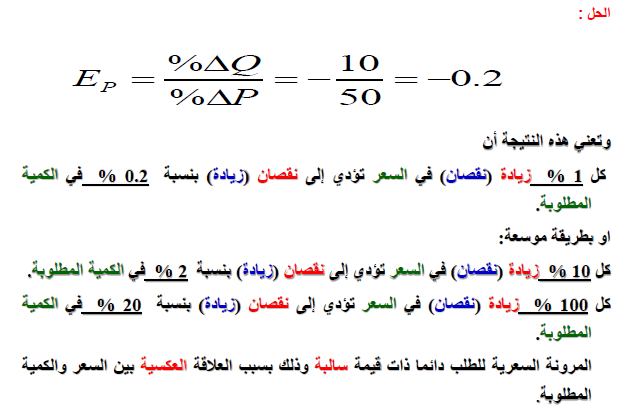 الحل :
E_P = %ΔQ / %ΔP = − 10 / 50 = −0.2
وتعني هذه النتيجة أن
كل 1 % زيادة (نقصان) في السعر تؤدي إلى نقصان (زيادة) بنسبة 0.2 % في الكمية
المطلوبة.
او بطريقة موسعة:
كل 10 % زيادة (نقصان) في السعر تؤدي إلى نقصان (زيادة) بنسبة 2 % في الكمية المطلوبة.
كل 100 % زيادة (نقصان) في السعر تؤدي إلى نقصان (زيادة) بنسبة 20 % في الكمية
المطلوبة.
المرونة السعرية للطلب دائما ذات قيمة سالبة وذلك بسبب العلاقة العكسية بين السعر والكمية
المطلوبة.